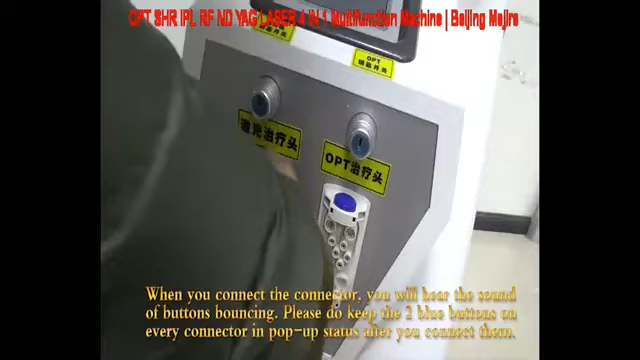 OPT SHR IPL RF ND YAG LASER 4 IN 1 Multifunction Machine | Beijing Mejire
OPT
激光治疗头
OPT治疗头
When you connect the connector, you will hear the sound
of buttons bouncing. Please do keep the 2 blue buttons on
every connector in pop-up status after you connect them.